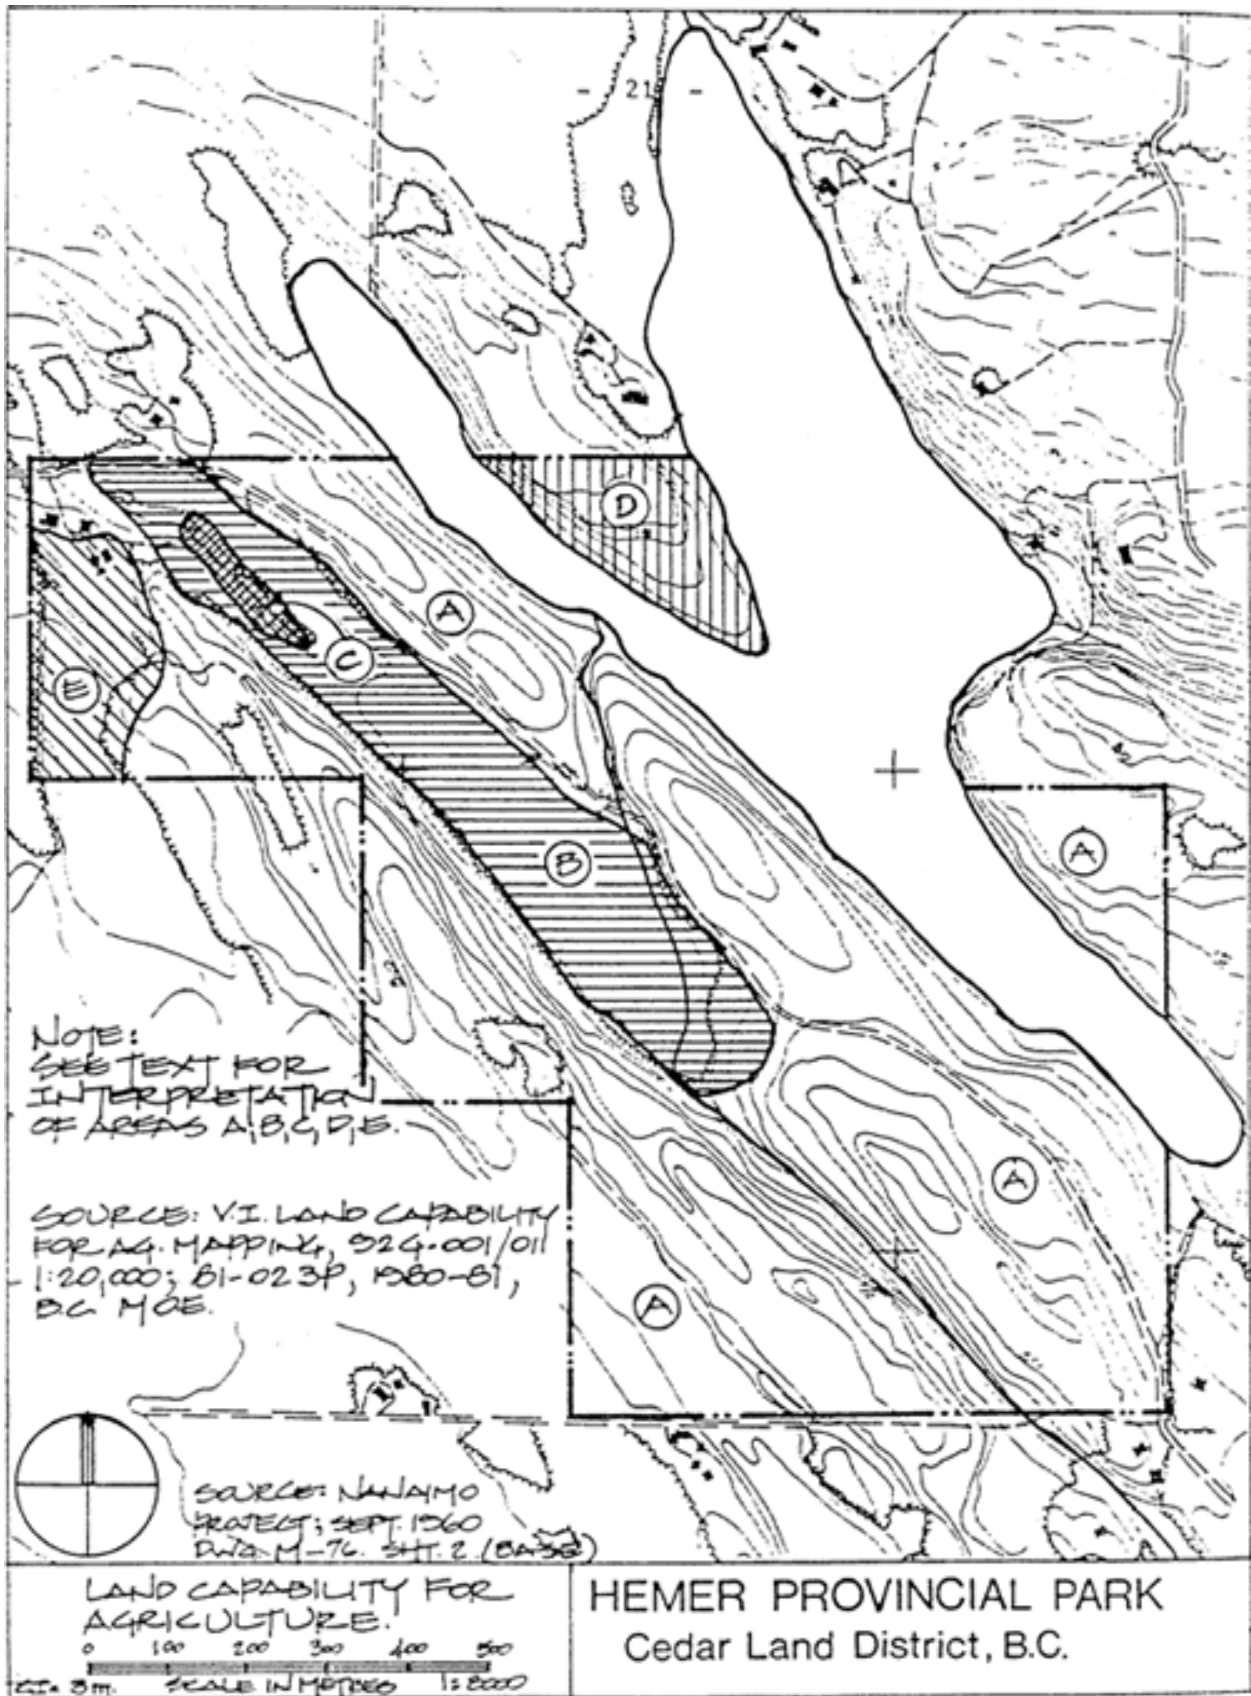 - 21 -
D
A
C
E
A
B
NOTE:
SEE TEXT FOR
INTERPRETATION
OF AREAS A,B,C,D,E.
A
A
SOURCE: V.I. LAND CAPABILITY
FOR AG. MAPPING, 92G.001/011
1:20,000; 81-023P, 1980-81,
B.C. MOE.
SOURCE: NANAIMO
PROJECT; SEPT. 1960
DWG. M-76. SHT. 2 (BASE)
LAND CAPABILITY FOR
AGRICULTURE.
0 100 200 300 400 500
C.I. = 3m. SCALE IN METRES 1:8000
HEMER PROVINCIAL PARK
Cedar Land District, B.C.